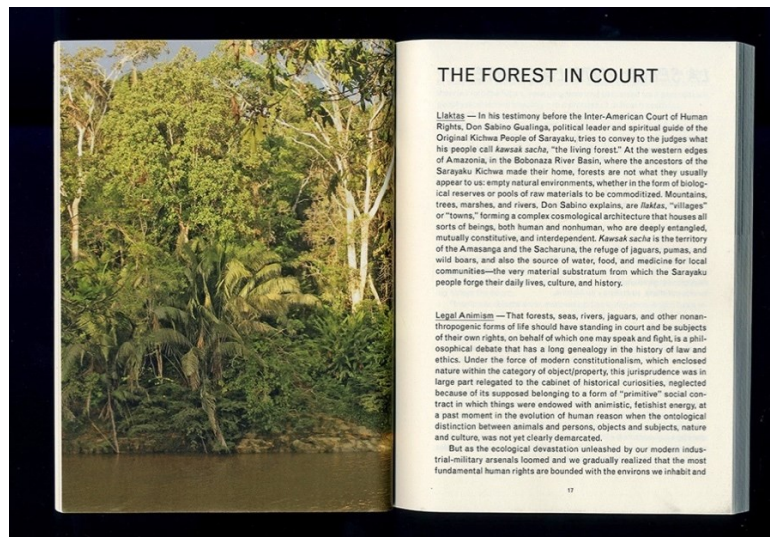 THE FOREST IN COURT
Llaktas — In his testimony before the Inter-American Court of Human
Rights, Don Sabino Gualinga, political leader and spiritual guide of the
Original Kichwa People of Sarayaku, tries to convey to the judges what
his people call kawsak sacha, “the living forest.” At the western edges
of Amazonia, in the Bobonaza River Basin, where the ancestors of the
Sarayaku Kichwa made their home, forests are not what they usually
appear to us: empty natural environments, whether in the form of biolog-
ical reserves or pools of raw materials to be commoditized. Mountains,
trees, marshes, and rivers, Don Sabino explains, are llaktas, “villages”
or “towns,” forming a complex cosmological architecture that houses all
sorts of beings, both human and nonhuman, who are deeply entangled,
mutually constitutive, and interdependent. Kawsak sacha is the territory
of the Amasanga and the Sacharuna, the refuge of jaguars, pumas, and
wild boars, and also the source of water, food, and medicine for local
communities—the very material substratum from which the Sarayaku
people forge their daily lives, culture, and history.
Legal Animism — That forests, seas, rivers, jaguars, and other nonan-
thropogenic forms of life should have standing in court and be subjects
of their own rights, on behalf of which one may speak and fight, is a phil-
osophical debate that has a long genealogy in the history of law and
ethics. Under the force of modern constitutionalism, which enclosed
nature within the category of object/property, this jurisprudence was in
large part relegated to the cabinet of historical curiosities, neglected
because of its supposed belonging to a form of “primitive” social con-
tract in which things were endowed with animistic, fetishist energy, at
a past moment in the evolution of human reason when the ontological
distinction between animals and persons, objects and subjects, nature
and culture, was not yet clearly demarcated.
But as the ecological devastation unleashed by our modern indus-
trial-military arsenals loomed and we gradually realized that the most
fundamental human rights are bounded with the environs we inhabit and
17